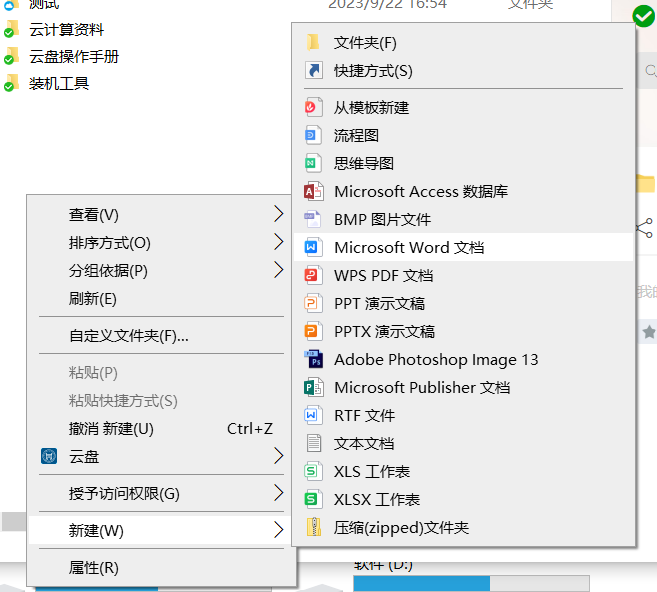 测试
2023/9/22 16:54
文件夹
云计算资料
云盘操作手册
装机工具
文件夹(F)
快捷方式(S)
从模板新建
流程图
思维导图
Microsoft Access 数据库
BMP 图片文件
Microsoft Word 文档
WPS PDF 文档
PPT 演示文稿
PPTX 演示文稿
Adobe Photoshop Image 13
Microsoft Publisher 文档
RTF 文件
文本文档
XLS 工作表
XLSX 工作表
压缩(zipped)文件夹
查看(V)
排序方式(O)
分组依据(P)
刷新(E)
自定义文件夹(F)...
粘贴(P)
粘贴快捷方式(S)
撤消 新建(U) Ctrl+Z
云盘
授予访问权限(G)
新建(W)
属性(R)
我的
软件 (D:)